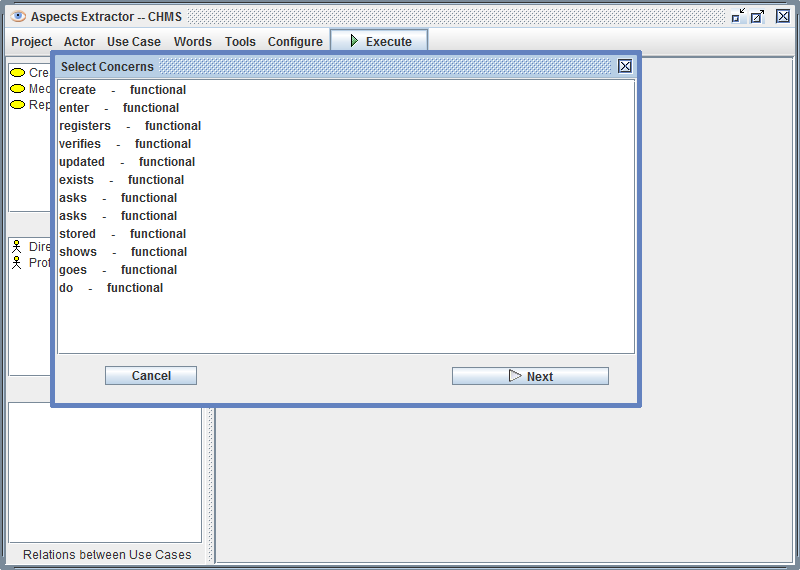 Aspects Extractor -- CHMS
Project Actor Use Case Words Tools Configure Execute
Select Concerns
Cre
Mec
Rep
create - functional
enter - functional
registers - functional
verifies - functional
updated - functional
exists - functional
asks - functional
asks - functional
stored - functional
shows - functional
goes - functional
do - functional
Dire
Prof
Cancel Next
Relations between Use Cases